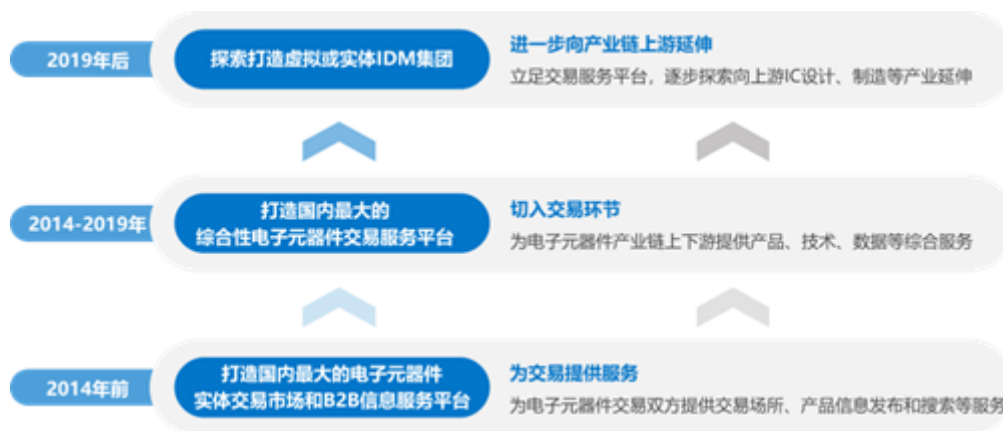 2019年后
探索打造虚拟或实体IDM集团
进一步向产业链上游延伸
立足交易服务平台，逐步探索向上游IC设计、制造等产业延伸
2014-2019年
打造国内最大的
综合性电子元器件交易服务平台
切入交易环节
为电子元器件产业链上下游提供产品、技术、数据等综合服务
2014年前
打造国内最大的电子元器件
实体交易市场和B2B信息服务平台
为交易提供服务
为电子元器件交易双方提供交易场所、产品信息发布和搜索等服务